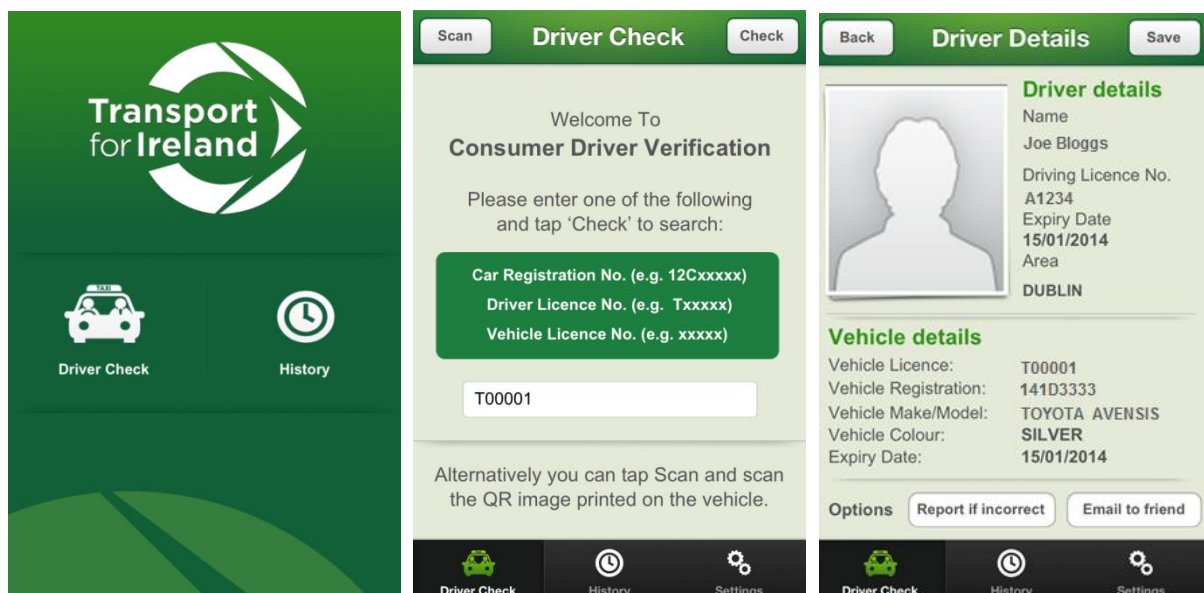 Transport
for Ireland
TAXI
Driver Check
History
Scan
Driver Check
Check
Welcome To
Consumer Driver Verification
Please enter one of the following
and tap ‘Check’ to search:
Car Registration No. (e.g. 12Cxxxxx)
Driver Licence No. (e.g. Txxxxx)
Vehicle Licence No. (e.g. xxxxx)
T00001
Alternatively you can tap Scan and scan
the QR image printed on the vehicle.
Driver Check
History
Settings
Back
Driver Details
Save
Driver details
Name
Joe Bloggs
Driving Licence No.
A1234
Expiry Date
15/01/2014
Area
DUBLIN
Vehicle details
Vehicle Licence: T00001
Vehicle Registration: 141D3333
Vehicle Make/Model: TOYOTA AVENSIS
Vehicle Colour: SILVER
Expiry Date: 15/01/2014
Options
Report if incorrect
Email to friend
Driver Check
History
Settings